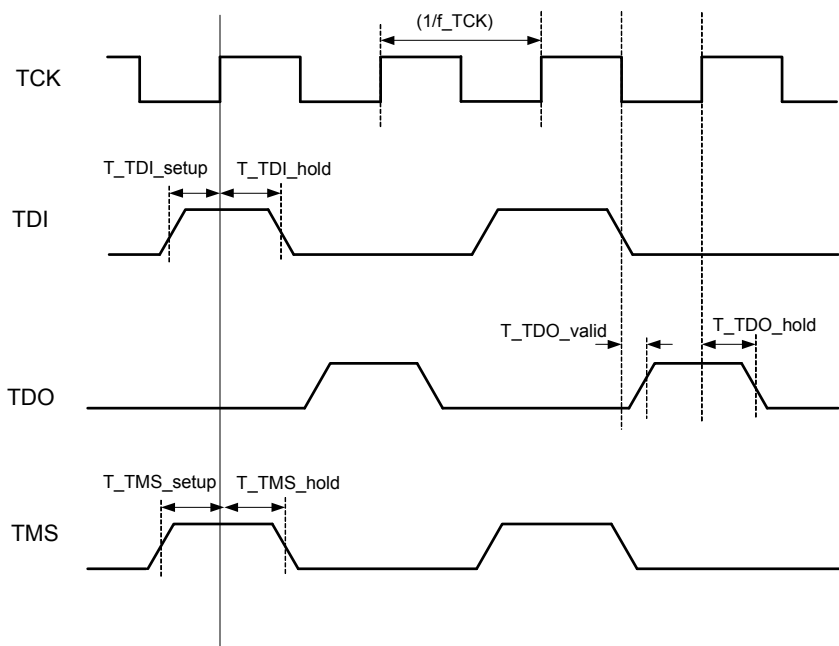 (1/f_TCK)
TCK
T_TDI_setup T_TDI_hold
TDI
T_TDO_valid T_TDO_hold
TDO
T_TMS_setup T_TMS_hold
TMS